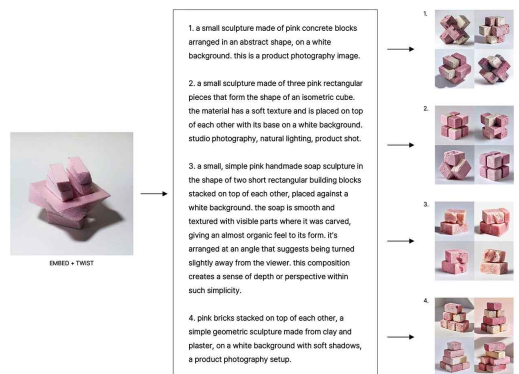 1. a small sculpture made of pink concrete blocks
arranged in an abstract shape, on a white
background. this is a product photography image.
2. a small sculpture made of three pink rectangular
pieces that form the shape of an isometric cube.
the material has a soft texture and is placed on top
of each other with its base on a white background.
studio photography, natural lighting, product shot.
3. a small, simple pink handmade soap sculpture in
the shape of two short rectangular building blocks
stacked on top of each other, placed against a
white background. the soap is smooth and
textured with visible parts where it was carved,
giving an almost organic feel to its form. it's
arranged at an angle that suggests being turned
slightly away from the viewer. this composition
creates a sense of depth or perspective within
such simplicity.
4. pink bricks stacked on top of each other, a
simple geometric sculpture made from clay and
plaster, on a white background with soft shadows,
a product photography setup.
EMBED + TWIST
1.
2.
3.
4.